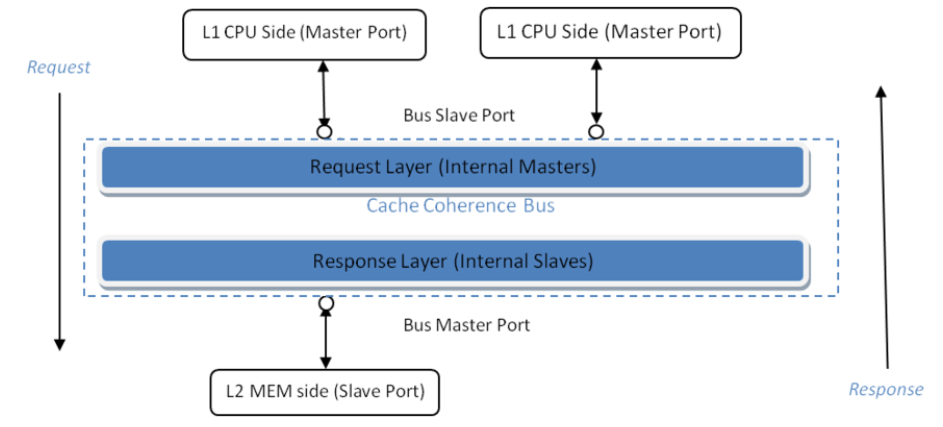 L1 CPU Side (Master Port)
L1 CPU Side (Master Port)
Request
Bus Slave Port
Request Layer (Internal Masters)
Cache Coherence Bus
Response Layer (Internal Slaves)
Bus Master Port
L2 MEM side (Slave Port)
Response